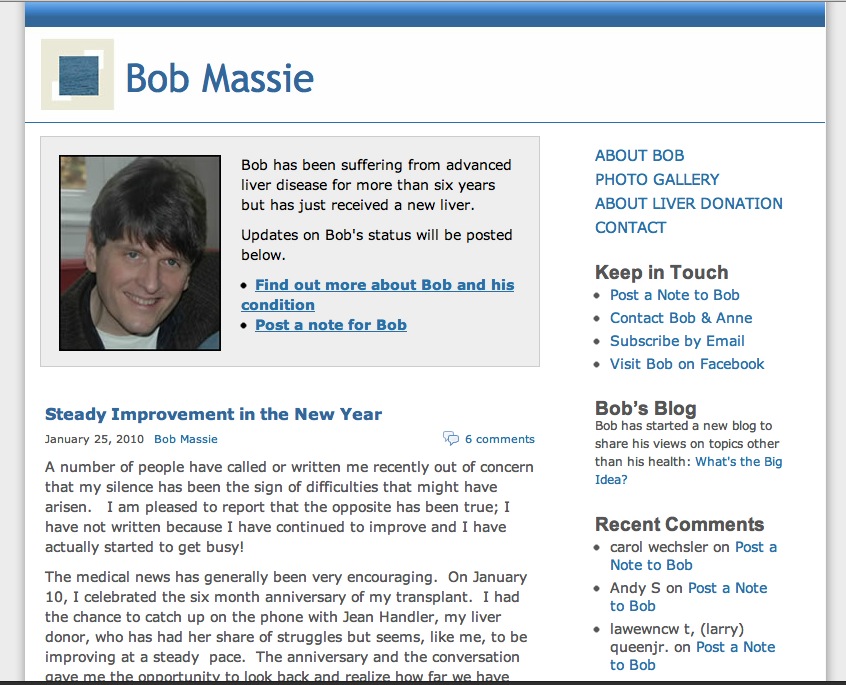 Bob Massie
Bob has been suffering from advanced
liver disease for more than six years
but has just received a new liver.
Updates on Bob's status will be posted
below.
• Find out more about Bob and his
condition
• Post a note for Bob
Steady Improvement in the New Year
January 25, 2010 Bob Massie 6 comments
A number of people have called or written me recently out of concern
that my silence has been the sign of difficulties that might have
arisen. I am pleased to report that the opposite has been true; I
have not written because I have continued to improve and I have
actually started to get busy!
The medical news has generally been very encouraging. On January
10, I celebrated the six month anniversary of my transplant. I had
the chance to catch up on the phone with Jean Handler, my liver
donor, who has had her share of struggles but seems, like me, to be
improving at a steady pace. The anniversary and the conversation
gave me the opportunity to look back and realize how far we have
ABOUT BOB
PHOTO GALLERY
ABOUT LIVER DONATION
CONTACT
Keep in Touch
• Post a Note to Bob
• Contact Bob & Anne
• Subscribe by Email
• Visit Bob on Facebook
Bob's Blog
Bob has started a new blog to
share his views on topics other
than his health: What's the Big
Idea?
Recent Comments
• carol wechsler on Post a
Note to Bob
• Andy S on Post a Note
to Bob
• lawewncw t, (larry)
queenjr. on Post a Note
to Bob